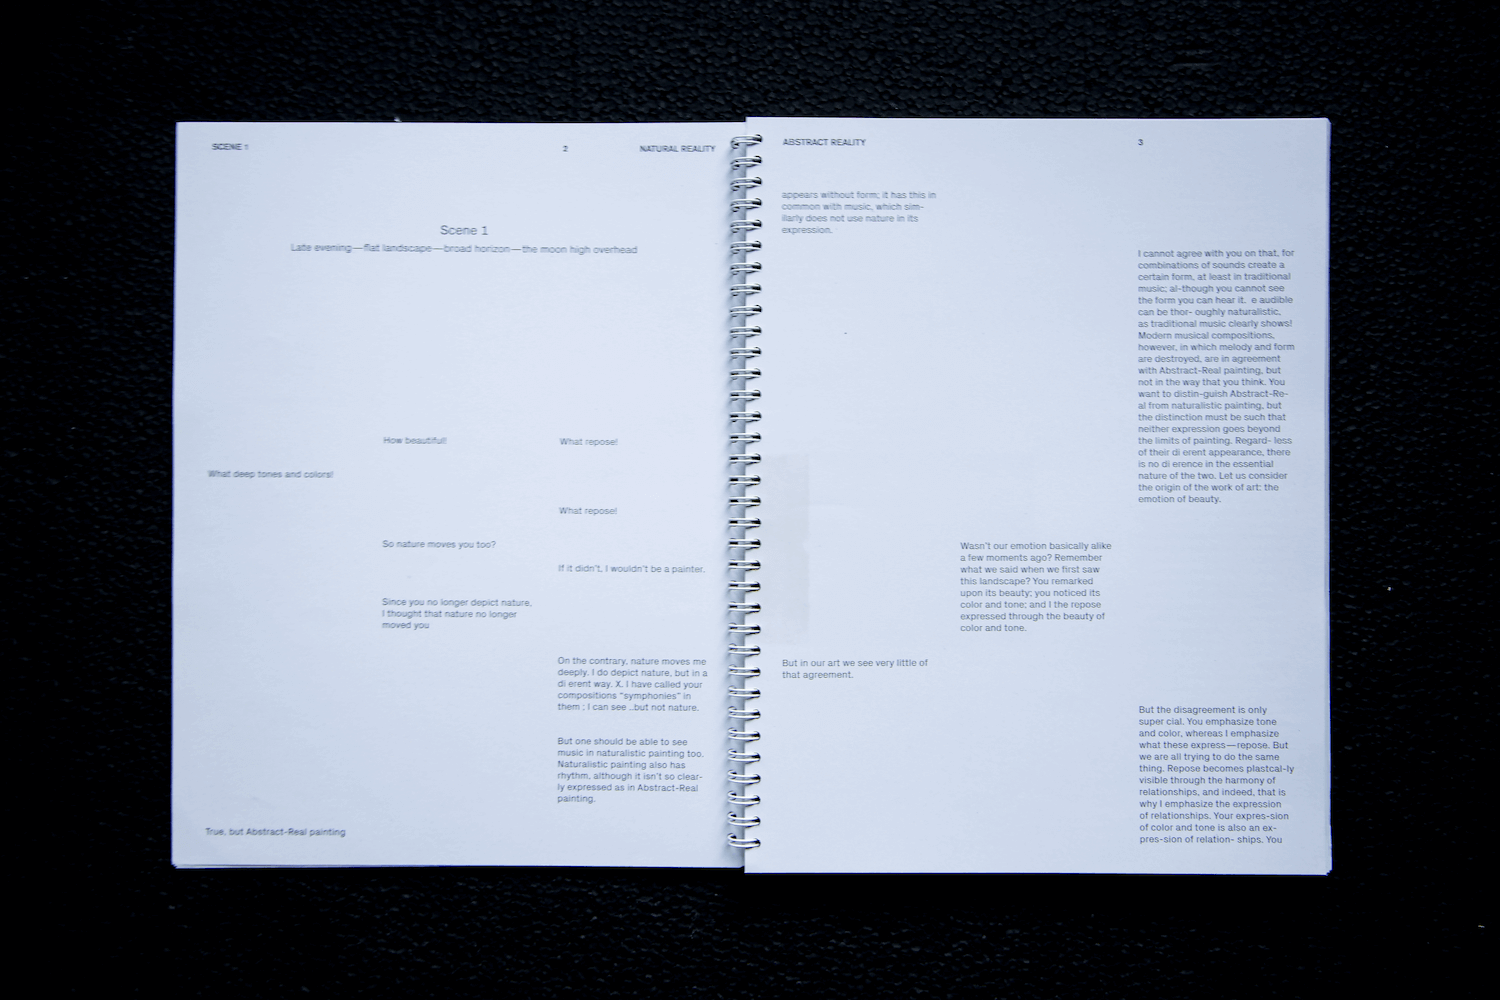 SCENE 1
2
NATURAL REALITY
Scene 1
Late evening—flat landscape—broad horizon—the moon high overhead
How beautiful!
What repose!
What deep tones and colors!
What repose!
So nature moves you too?
If it didn't, I wouldn't be a painter.
Since you no longer depict nature,
I thought that nature no longer
moved you
On the contrary, nature moves me
deeply. I do depict nature, but in a
di erent way. X. I have called your
compositions "symphonies" in
them ; I can see ..but not nature.
But one should be able to see
music in naturalistic painting too.
Naturalistic painting also has
rhythm, although it isn't so clear-
ly expressed as in Abstract-Real
painting.
True, but Abstract-Real painting
ABSTRACT REALITY
3
appears without form; it has this in
common with music, which sim-
ilarly does not use nature in its
expression.
I cannot agree with you on that, for
combinations of sounds create a
certain form, at least in traditional
music; al-though you cannot see
the form you can hear it.  e audible
can be thor- oughly naturalistic,
as traditional music clearly shows!
Modern musical compositions,
however, in which melody and form
are destroyed, are in agreement
with Abstract-Real painting, but
not in the way that you think. You
want to distin-guish Abstract-Re-
al from naturalistic painting, but
the distinction must be such that
neither expression goes beyond
the limits of painting. Regard- less
of their di erent appearance, there
is no di erence in the essential
nature of the two. Let us consider
the origin of the work of art: the
emotion of beauty.
Wasn't our emotion basically alike
a few moments ago? Remember
what we said when we first saw
this landscape? You remarked
upon its beauty; you noticed its
color and tone; and I the repose
expressed through the beauty of
color and tone.
But in our art we see very little of
that agreement.
But the disagreement is only
super cial. You emphasize tone
and color, whereas I emphasize
what these express—repose. But
we are all trying to do the same
thing. Repose becomes plastcal-ly
visible through the harmony of
relationships, and indeed, that is
why I emphasize the expression
of relationships. Your expres-sion
of color and tone is also an ex-
pres-sion of relation- ships. You